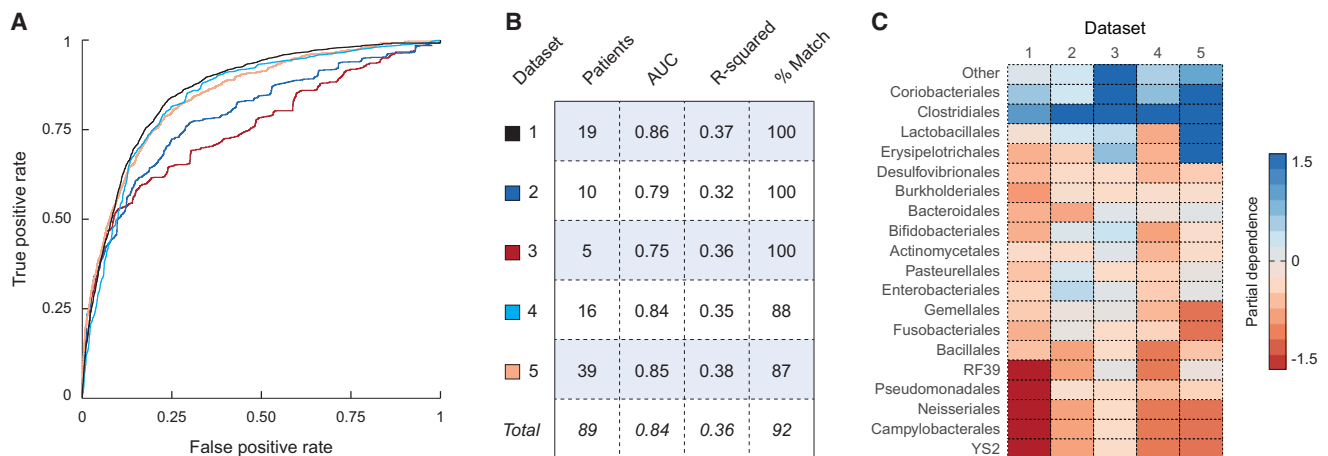 A
1
0.75
0.50
0.25
0
0 0.25 0.50 0.75 1
True positive rate
False positive rate
B
Dataset Patients AUC R-squared % Match
1 19 0.86 0.37 100
2 10 0.79 0.32 100
3 5 0.75 0.36 100
4 16 0.84 0.35 88
5 39 0.85 0.38 87
Total 89 0.84 0.36 92
C
Dataset
1 2 3 4 5
Other
Coriobacteriales
Clostridiales
Lactobacillales
Erysipelotrichales
Desulfovibrionales
Burkholderiales
Bacteroidales
Bifidobacteriales
Actinomycetales
Pasteurellales
Enterobacteriales
Gemellales
Fusobacteriales
Bacillales
RF39
Pseudomonadales
Neisseriales
Campylobacterales
YS2
Partial dependence
1.5
0
-1.5